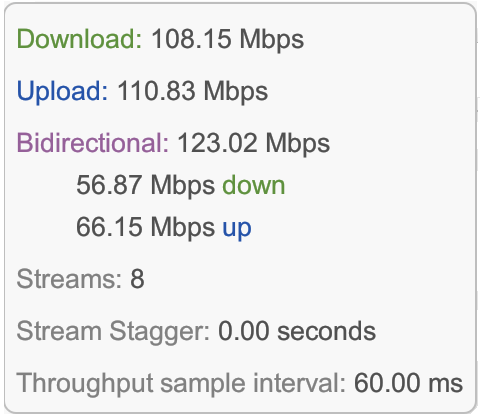 Download: 108.15 Mbps
Upload: 110.83 Mbps
Bidirectional: 123.02 Mbps
56.87 Mbps down
66.15 Mbps up
Streams: 8
Stream Stagger: 0.00 seconds
Throughput sample interval: 60.00 ms